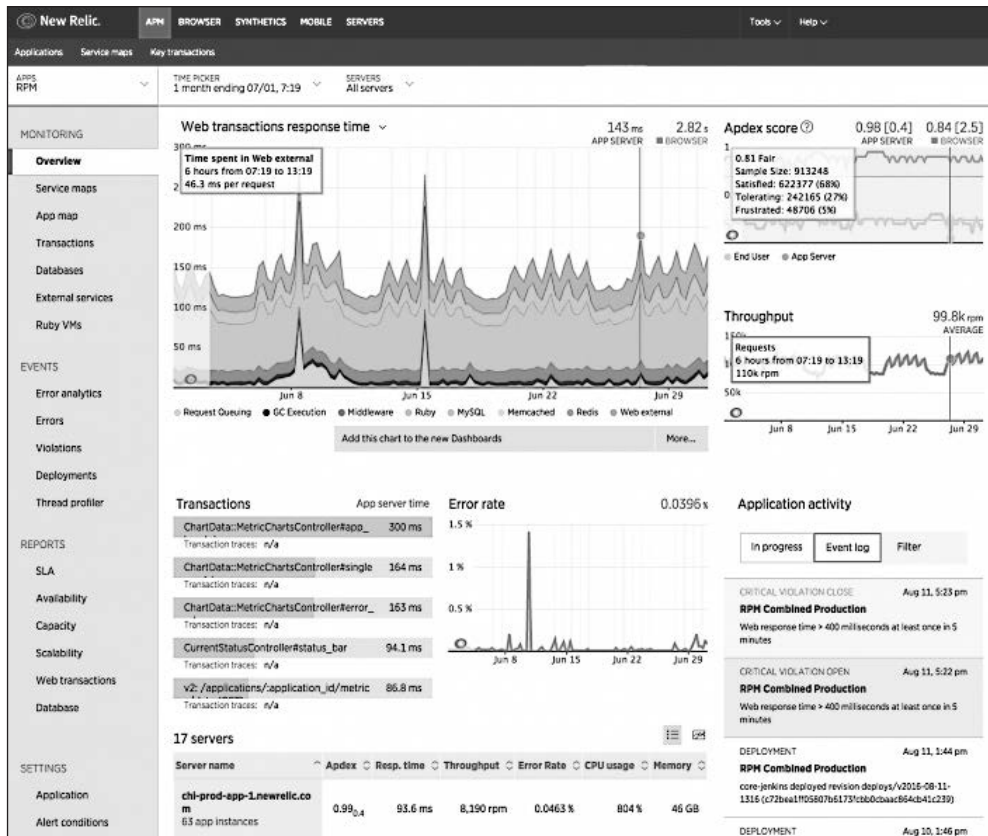 New Relic.
APM BROWSER SYNTHETICS MOBILE SERVERS
Tools Help
Applications Service maps Key transactions
APPS
RPM
TIME PICKER
1 month ending 07/01, 7:19
SERVERS
All servers
MONITORING
Overview
Service maps
App map
Transactions
Databases
External services
Ruby VMs
EVENTS
Error analytics
Errors
Violations
Deployments
Thread profiler
REPORTS
SLA
Availability
Capacity
Scalability
Web transactions
Database
SETTINGS
Application
Alert conditions
Web transactions response time
143 ms
APP SERVER
2.82 s
BROWSER
300 ms
Time spent in Web external
6 hours from 07:19 to 13:19
46.3 ms per request
200 ms
150 ms
100 ms
50 ms
Jun 8 Jun 15 Jun 22 Jun 29
Request Queuing GC Execution Middleware Ruby MySQL Memcached Redis Web external
Add this chart to the new Dashboards More...
Apdex score ?
0.98 [0.4]
APP SERVER
0.84 [2.5]
BROWSER
1
0.81 Fair
Sample Size: 913248
Satisfied: 622377 (68%)
Tolerating: 242165 (27%)
Frustrated: 48706 (5%)
End User App Server
Throughput
99.8k rpm
AVERAGE
150k
Requests
6 hours from 07:19 to 13:19
110k rpm
50k
Jun 8 Jun 15 Jun 22 Jun 29
Transactions App server time
ChartData::MetricChartsController#app_ 300 ms
Transaction traces: n/a
ChartData::MetricChartsController#single 164 ms
Transaction traces: n/a
ChartData::MetricChartsController#error_ 163 ms
Transaction traces: n/a
CurrentStatusController#status_bar 94.1 ms
Transaction traces: n/a
v2: /applications/:application_id/metric 86.8 ms
Transaction traces: n/a
Error rate 0.0396 %
1.5 %
1 %
0.5 %
Jun 8 Jun 15 Jun 22 Jun 29
Application activity
In progress Event log Filter
CRITICAL VIOLATION CLOSE Aug 11, 5:23 pm
RPM Combined Production
Web response time > 400 milliseconds at least once in 5
minutes
CRITICAL VIOLATION OPEN Aug 11, 5:22 pm
RPM Combined Production
Web response time > 400 milliseconds at least once in 5
minutes
DEPLOYMENT Aug 11, 1:44 pm
RPM Combined Production
core-jenkins deployed revision deploys/v2016-08-11-
DEPLOYMENT Aug 10, 1:46 pm
17 servers
Server name Apdex Resp. time Throughput Error Rate CPU usage Memory
chi-prod-app-1.newrelic.co
m
63 app instances
0.99 0.4 93.6 ms 8,190 rpm 0.0463 % 804 % 46 GB